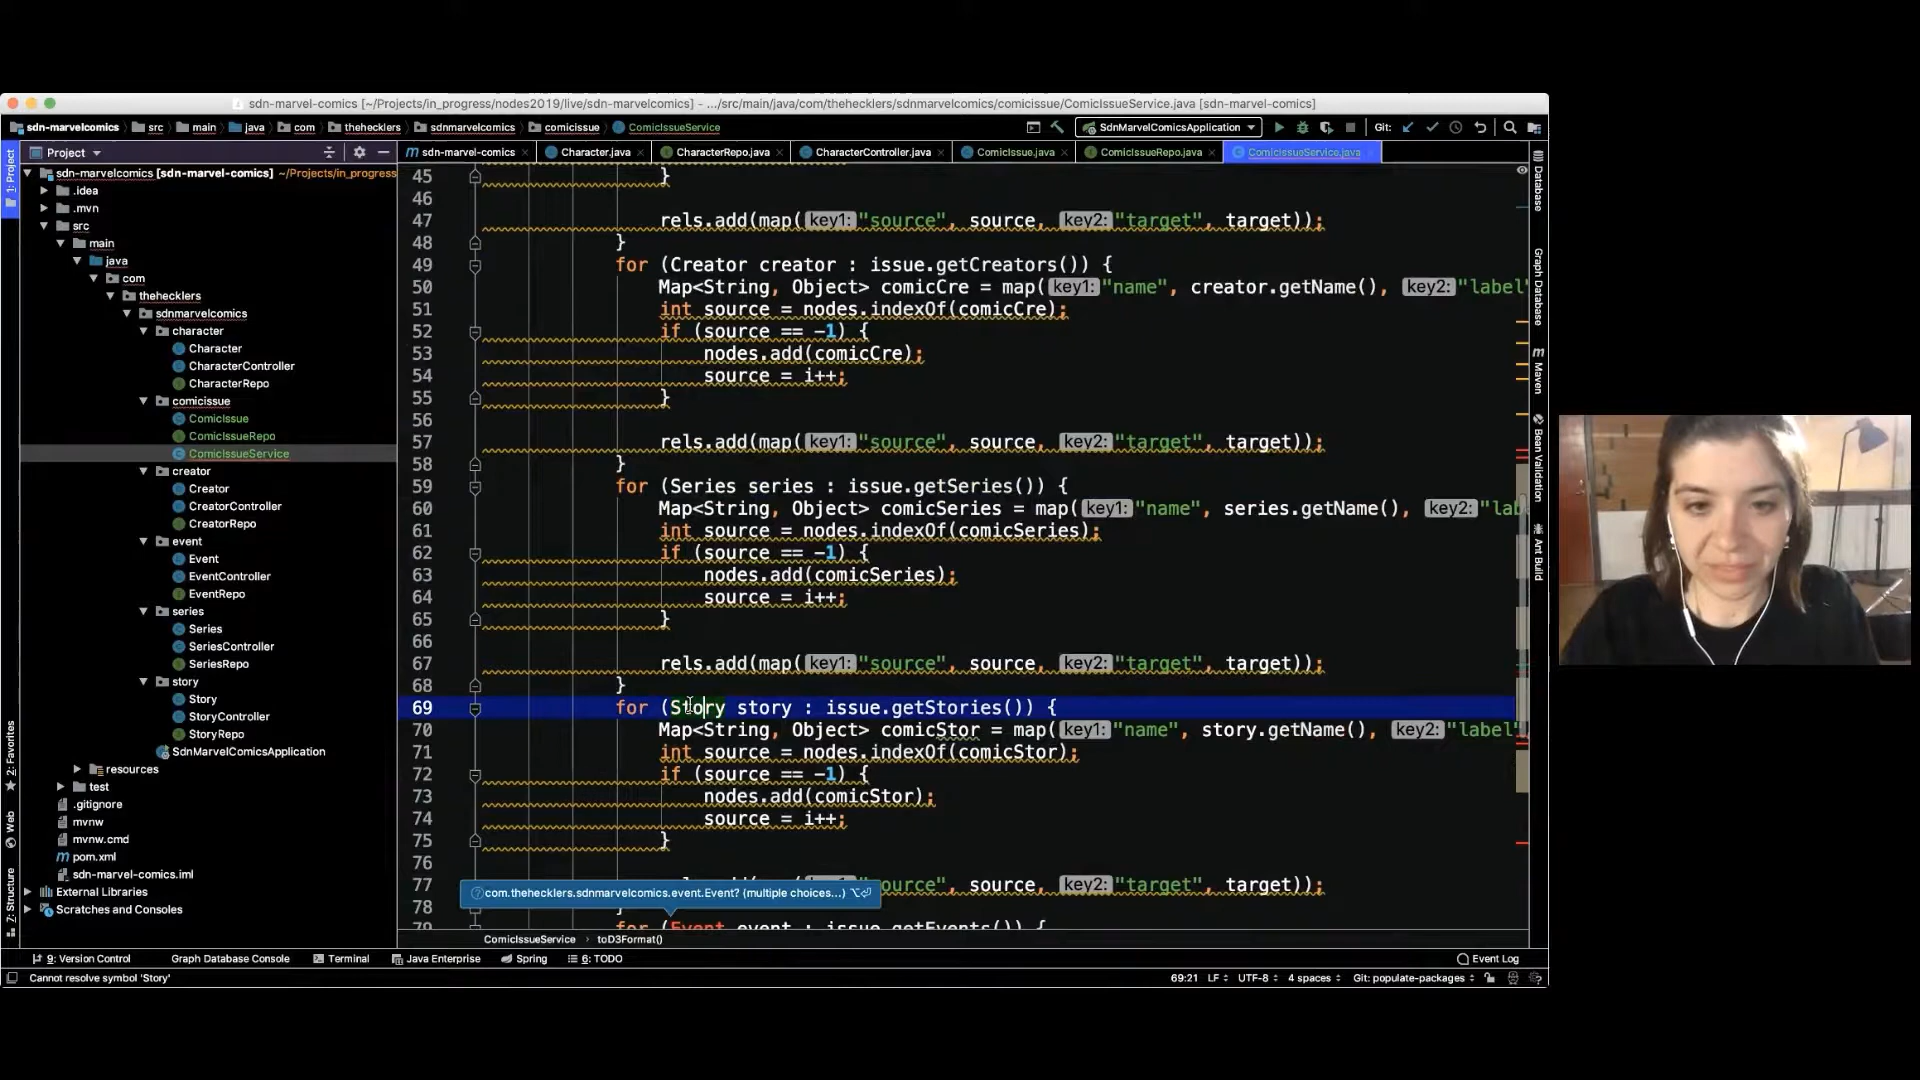 sdn-marvel-comics [~/Projects/in_progress/nodes2019/live/sdn-marvelcomics] - .../src/main/java/com/thehecklers/sdnmarvelcomics/comicissue/ComicIssueService.java [sdn-marvel-comics]
sdn-marvelcomics src main java com thehecklers sdnmarvelcomics comicissue ComicIssueService SdnMarvelComicsApplication Git:
Project
sdn-marvel-comics Character.java CharacterRepo.java CharacterController.java ComicIssue.java ComicIssueRepo.java ComicIssueService.java
1: Project
2: Favorites
Web
7: Structure
sdn-marvelcomics [sdn-marvel-comics] ~/Projects/in_progress
.idea
.mvn
src
main
java
com
thehecklers
sdnmarvelcomics
character
Character
CharacterController
CharacterRepo
comicissue
ComicIssue
ComicIssueRepo
ComicIssueService
creator
Creator
CreatorController
CreatorRepo
event
Event
EventController
EventRepo
series
Series
SeriesController
SeriesRepo
story
Story
StoryController
StoryRepo
SdnMarvelComicsApplication
resources
test
.gitignore
mvnw
mvnw.cmd
pom.xml
sdn-marvel-comics.iml
External Libraries
Scratches and Consoles
45 }
46
47 rels.add(map( key1: "source", source, key2: "target", target));
48 }
49 for (Creator creator : issue.getCreators()) {
50 Map<String, Object> comicCre = map( key1: "name", creator.getName(), key2: "label"
51 int source = nodes.indexOf(comicCre);
52 if (source == -1) {
53 nodes.add(comicCre);
54 source = i++;
55 }
56
57 rels.add(map( key1: "source", source, key2: "target", target));
58 }
59 for (Series series : issue.getSeries()) {
60 Map<String, Object> comicSeries = map( key1: "name", series.getName(), key2: "lab
61 int source = nodes.indexOf(comicSeries);
62 if (source == -1) {
63 nodes.add(comicSeries);
64 source = i++;
65 }
66
67 rels.add(map( key1: "source", source, key2: "target", target));
68 }
69 for (Story story : issue.getStories()) {
70 Map<String, Object> comicStor = map( key1: "name", story.getName(), key2: "label"
71 int source = nodes.indexOf(comicStor);
72 if (source == -1) {
73 nodes.add(comicStor);
74 source = i++;
75 }
76
77 "source", source, key2: "target", target));
com.thehecklers.sdnmarvelcomics.event.Event? (multiple choices...) ⌥⏎
78 }
79 for (Event event : issue.getEvents()) {
Database
Graph Database
Maven
Bean Validation
Ant Build
ComicIssueService › toD3Format()
9: Version Control Graph Database Console Terminal Java Enterprise Spring 6: TODO Event Log
Cannot resolve symbol 'Story' 69:21 LF UTF-8 4 spaces Git: populate-packages